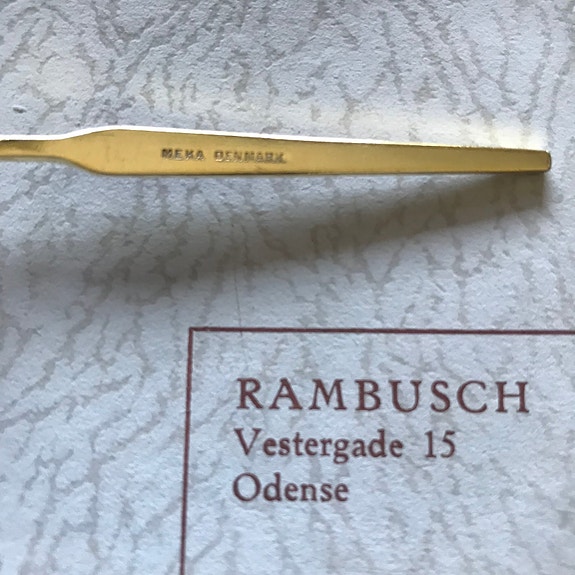 MEKA DENMARK
RAMBUSCH
Vestergade 15
Odense